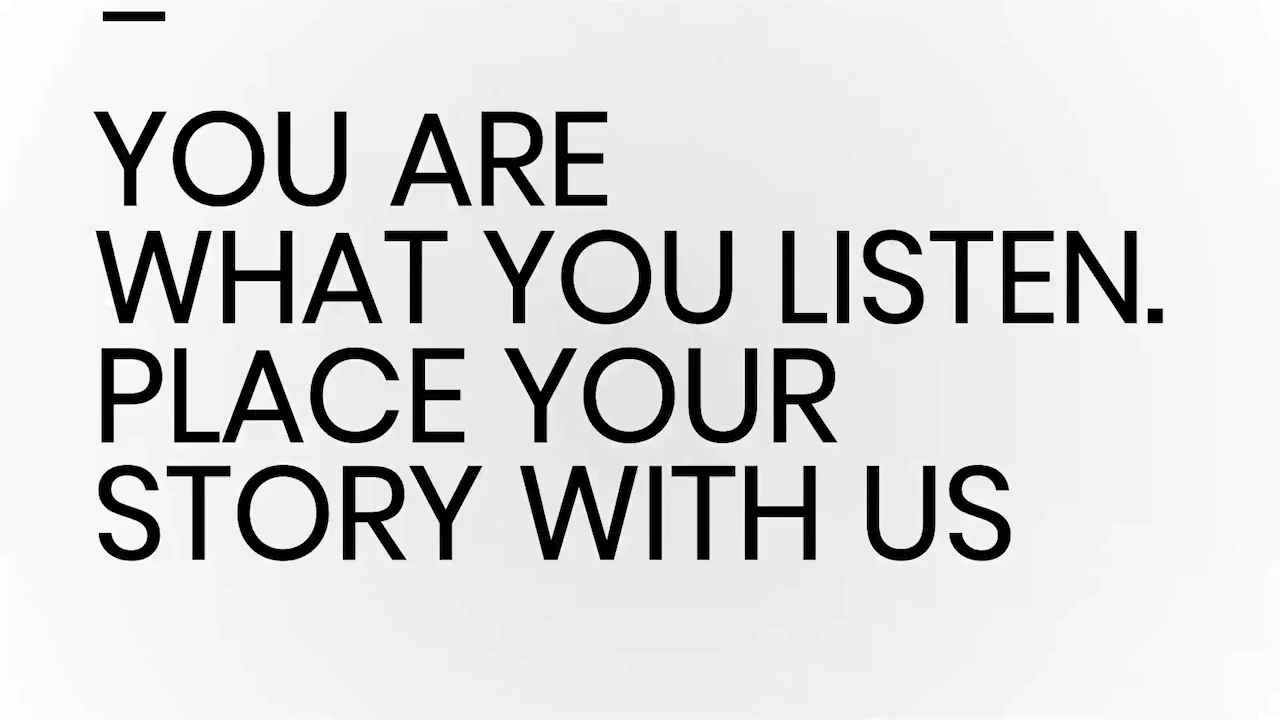 YOU ARE
WHAT YOU LISTEN.
PLACE YOUR
STORY WITH US